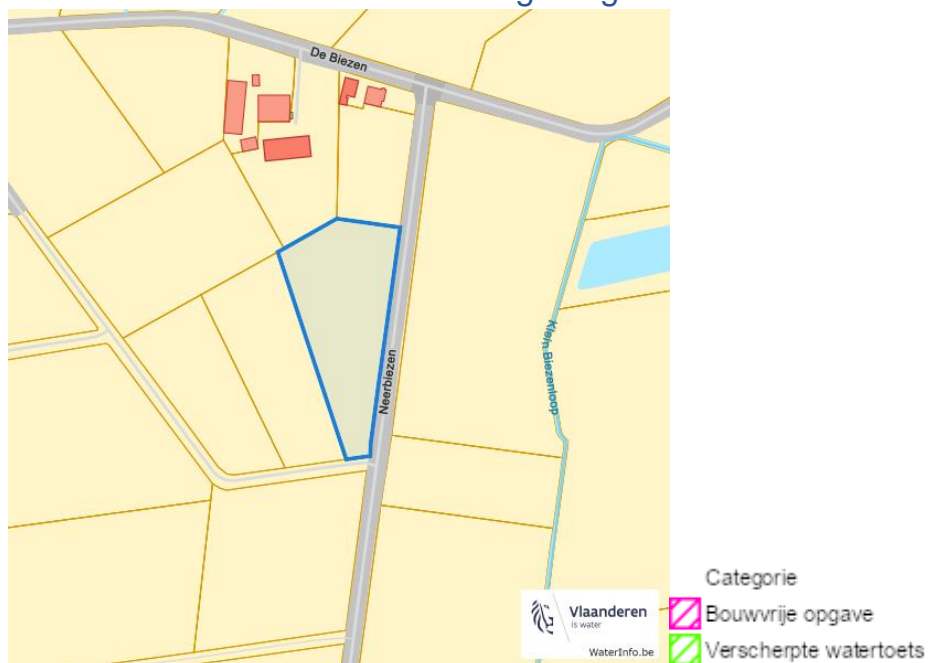 De Biezen
Neerbiezen
Klein Biezenloop
Vlaanderen
is water
WaterInfo.be
Categorie
Bouwvrije opgave
Verscherpte watertoets